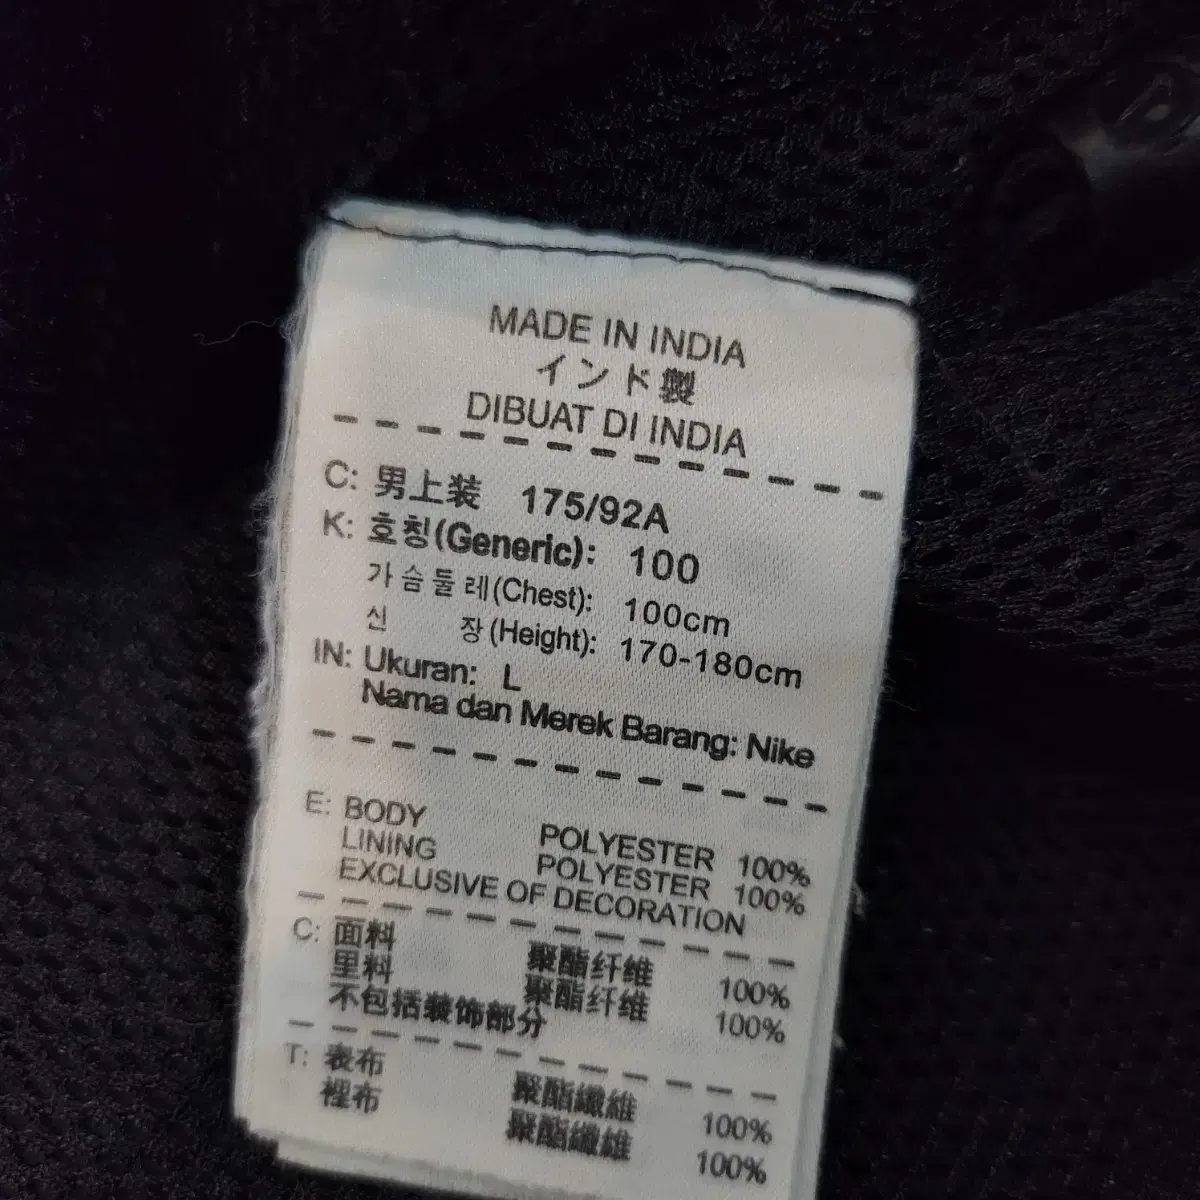 MADE IN INDIA
インド製
DIBUAT DI INDIA
C: 男上装 175/92A
K: 호칭(Generic): 100
가슴둘레(Chest): 100cm
신 장(Height): 170-180cm
IN: Ukuran: L
Nama dan Merek Barang: Nike
E: BODY POLYESTER 100%
LINING POLYESTER 100%
EXCLUSIVE OF DECORATION
C: 面料 聚酯纤维 100%
里料 聚酯纤维 100%
不包括装饰部分
T: 表布 聚酯纖維 100%
裡布 聚酯纖維 100%